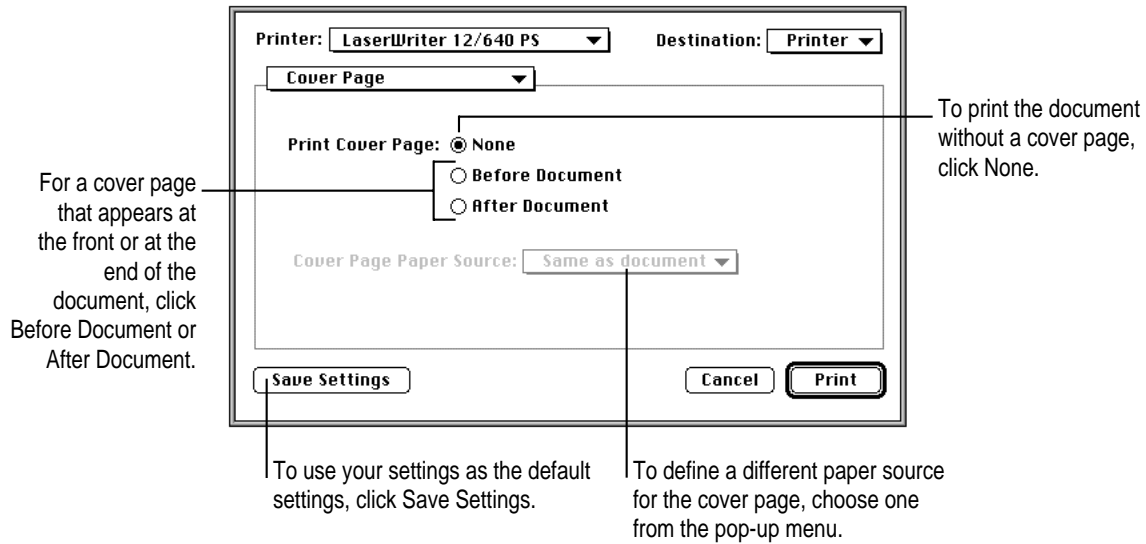 Printer: LaserWriter 12/640 PS Destination: Printer
Cover Page
Print Cover Page: None
Before Document
After Document
Cover Page Paper Source: Same as document
Save Settings Cancel Print
To print the document
without a cover page,
click None.
For a cover page
that appears at
the front or at the
end of the
document, click
Before Document or
After Document.
To use your settings as the default
settings, click Save Settings.
To define a different paper source
for the cover page, choose one
from the pop-up menu.